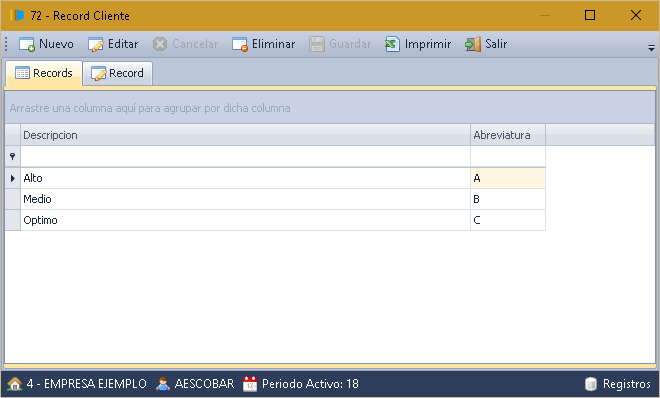 72 - Record Cliente
Nuevo Editar Cancelar Eliminar Guardar Imprimir Salir
Records Record
Arrastre una columna aquí para agrupar por dicha columna
Descripcion Abreviatura
Alto A
Medio B
Optimo C
4 - EMPRESA EJEMPLO AESCOBAR Periodo Activo: 18 Registros